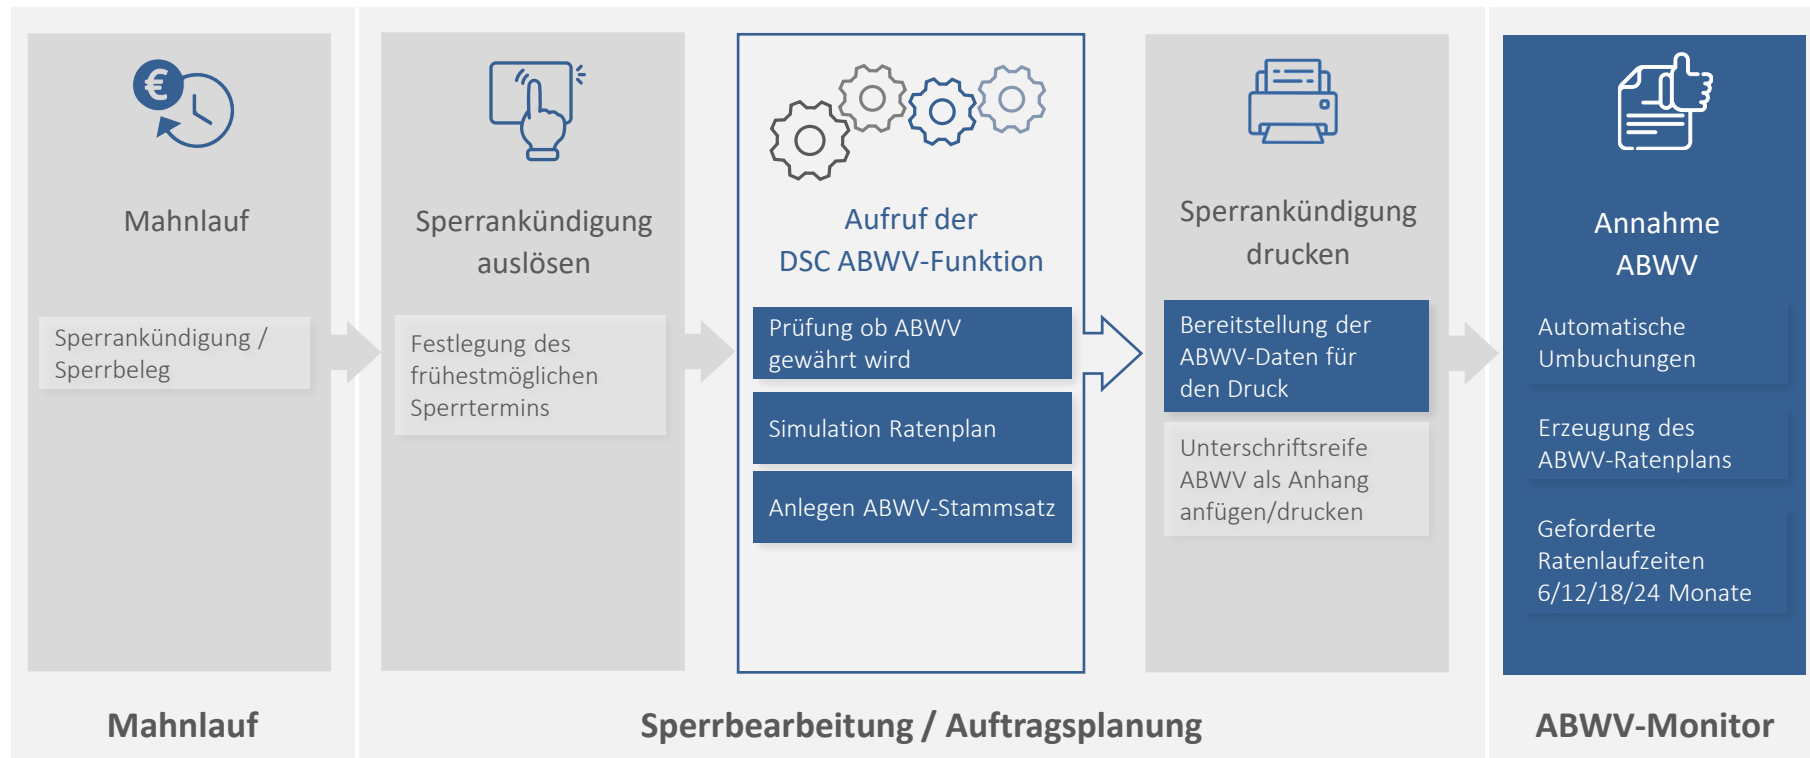 €
Mahnlauf
Sperrankündigung /
Sperrbeleg
Sperrankündigung
auslösen
Festlegung des
frühestmöglichen
Sperrtermins
Aufruf der
DSC ABWV-Funktion
Prüfung ob ABWV
gewährt wird
Simulation Ratenplan
Anlegen ABWV-Stammsatz
Sperrankündigung
drucken
Bereitstellung der
ABWV-Daten für
den Druck
Unterschriftsreife
ABWV als Anhang
anfügen/drucken
Annahme
ABWV
Automatische
Umbuchungen
Erzeugung des
ABWV-Ratenplans
Geforderte
Ratenlaufzeiten
6/12/18/24 Monate
Mahnlauf
Sperrbearbeitung / Auftragsplanung
ABWV-Monitor